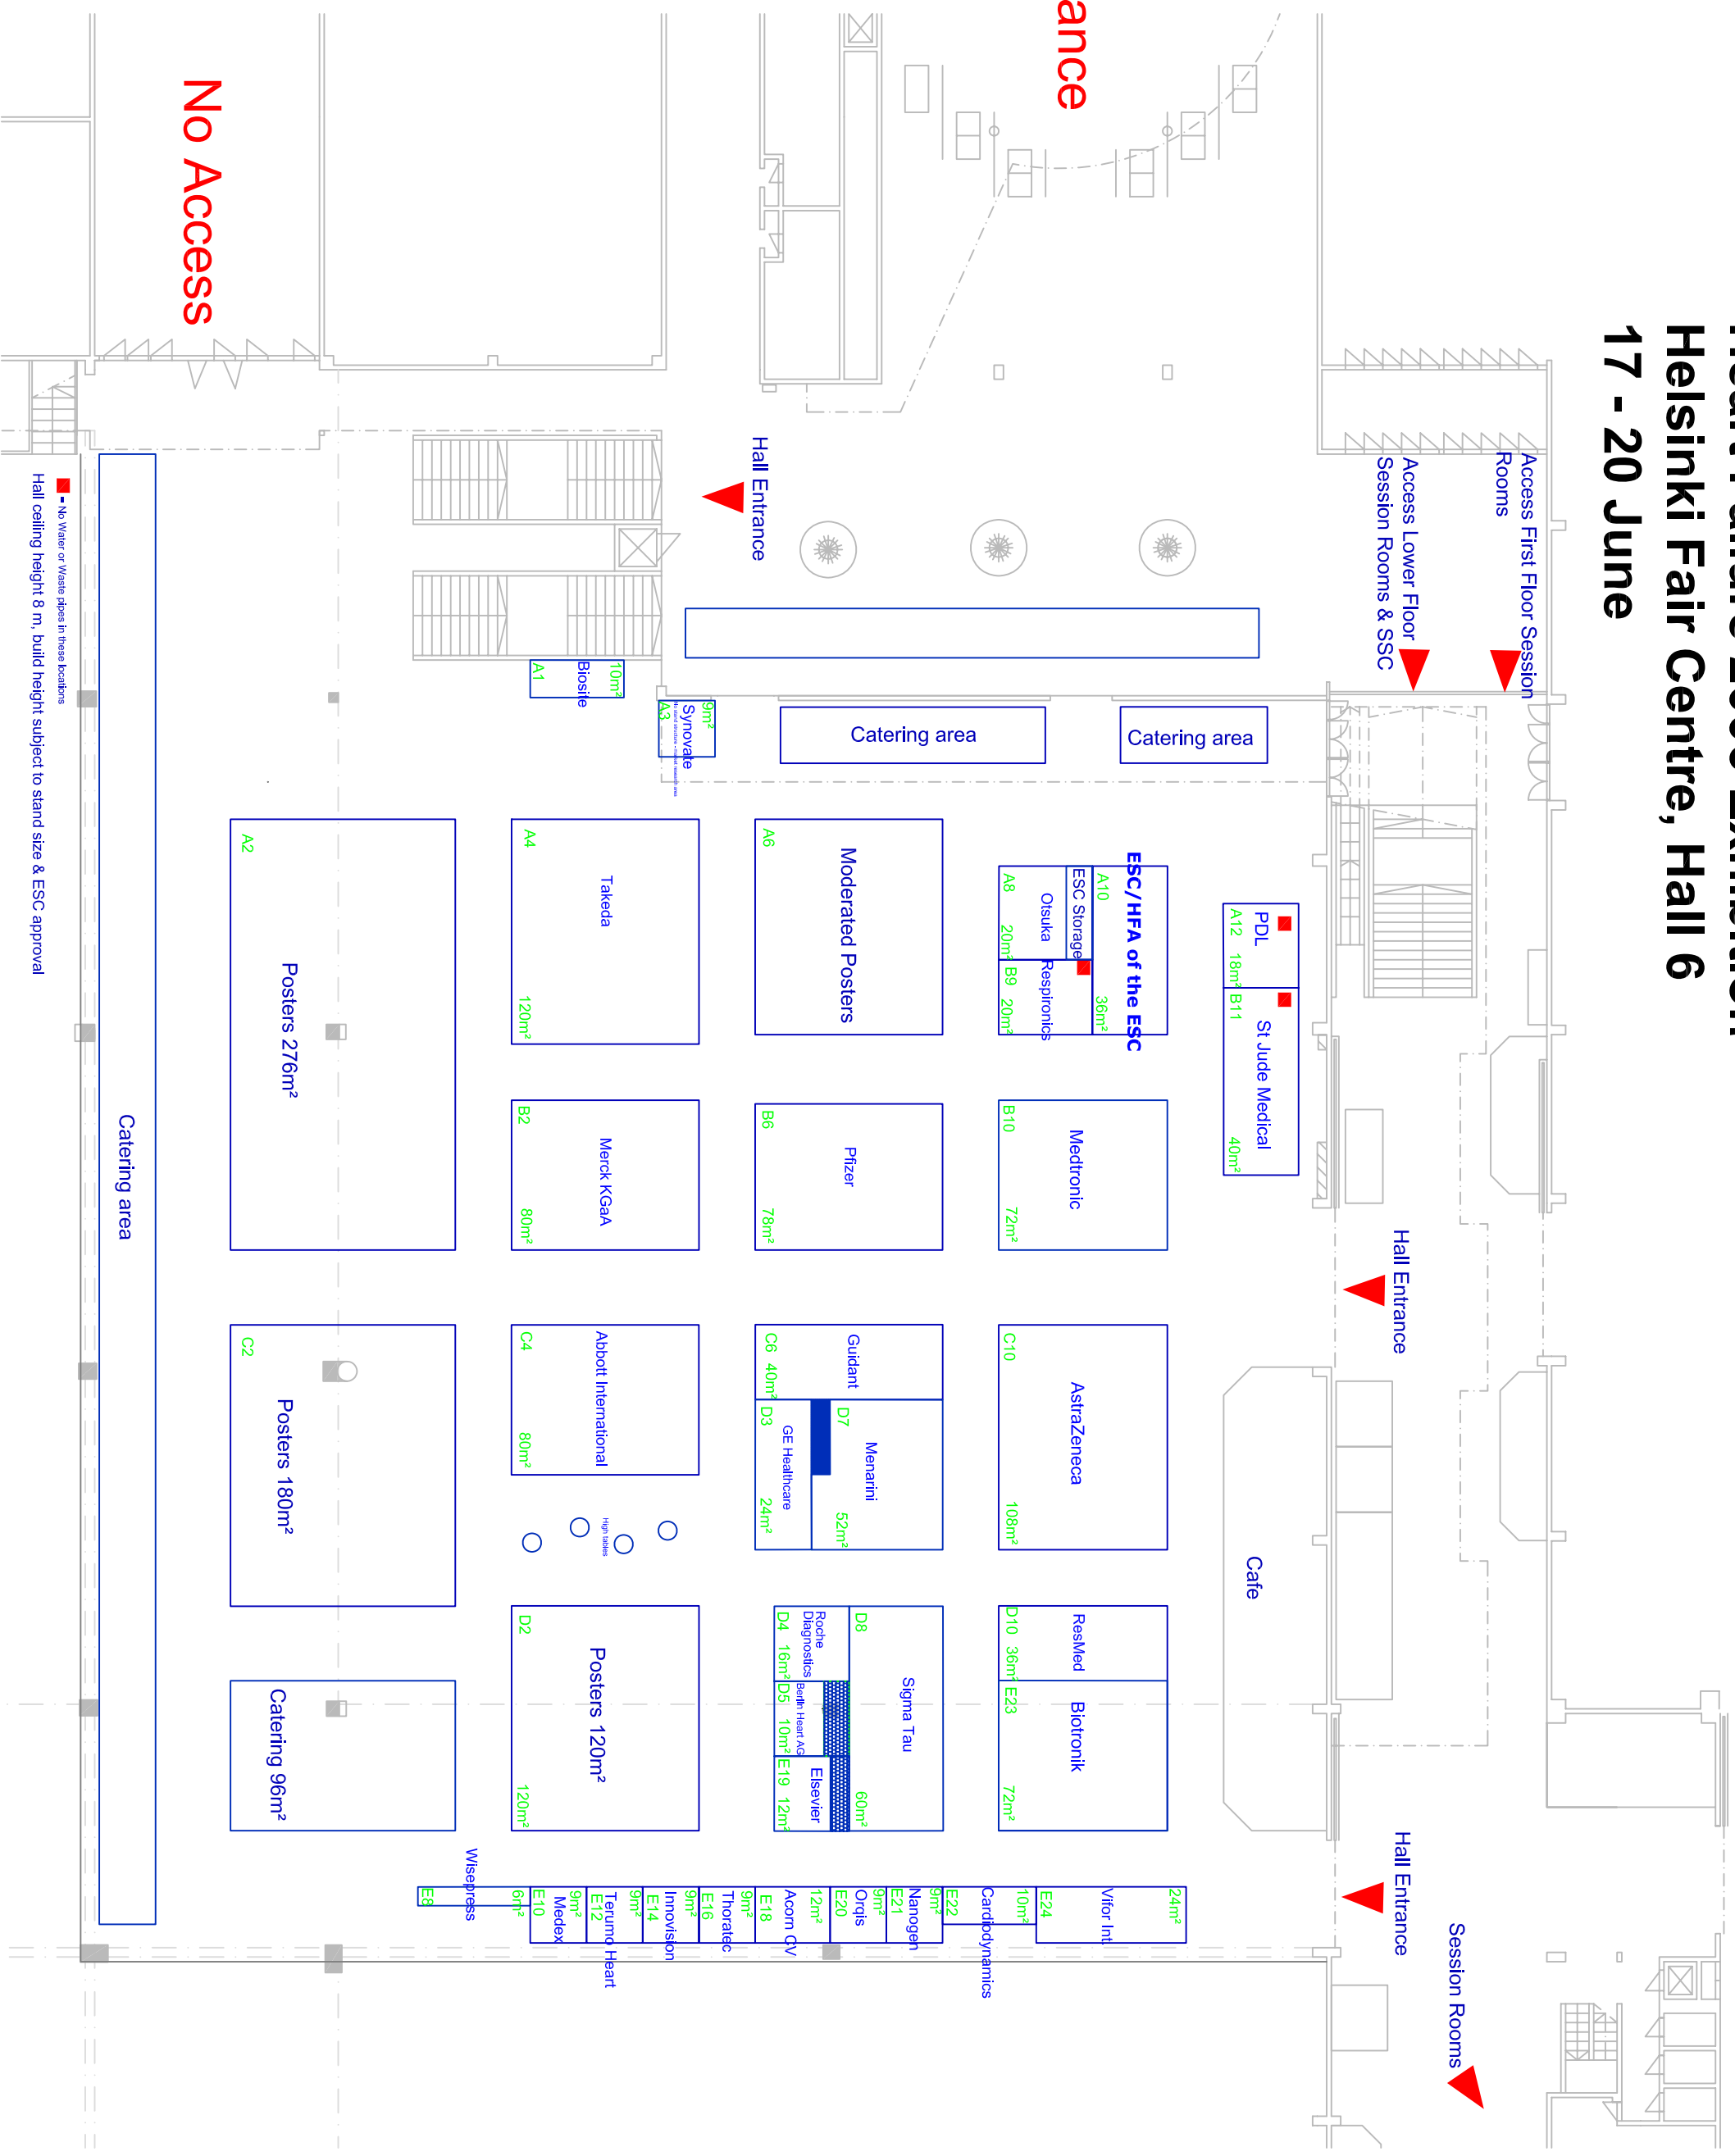 Helsinki Fair Centre, Hall 6
17 - 20 June
Access First Floor Session
Rooms
Access Lower Floor
Session Rooms & SSC
ance
No Access
Hall Entrance
Hall Entrance
Hall Entrance
Session Rooms
Catering area
Catering area
Cafe
PDL
A12 18m²
St Jude Medical
B11
40m²
ESC/HFA of the ESC
A10
36m²
ESC Storage
Otsuka
A8
20m²
Respironics
B9 20m²
Medtronic
B10
72m²
AstraZeneca
C10
108m²
ResMed
D10 36m²
Biotronik
E23
72m²
Moderated Posters
A6
Pfizer
B6
78m²
Guidant
C6 40m²
D7
Menarini
52m²
D3
GE Healthcare
24m²
D8
Sigma Tau
60m²
Roche
Diagnostics
D4 16m²
Berlin Heart AG
D5 10m²
Elsevier
E19 12m²
10m²
Biosite
A1
9m²
Synovate
A3
No stand structure - market research area
Takeda
A4
120m²
Merck KGaA
B2
80m²
Abbott International
C4
80m²
High tables
D2
Posters 120m²
120m²
A2
Posters 276m²
C2
Posters 180m²
Catering 96m²
Catering area
24m²
Vifor Int.
E24
10m²
Cardiodynamics
E22
9m²
Nanogen
E21
9m²
Orqis
E20
12m²
Acorn CV
E18
9m²
Thoratec
E16
9m²
Innovision
E14
9m²
Terumo Heart
E12
9m²
Medex
E10
6m²
Wisepress
E8
- No Water or Waste pipes in these locations
Hall ceiling height 8 m, build height subject to stand size & ESC approval